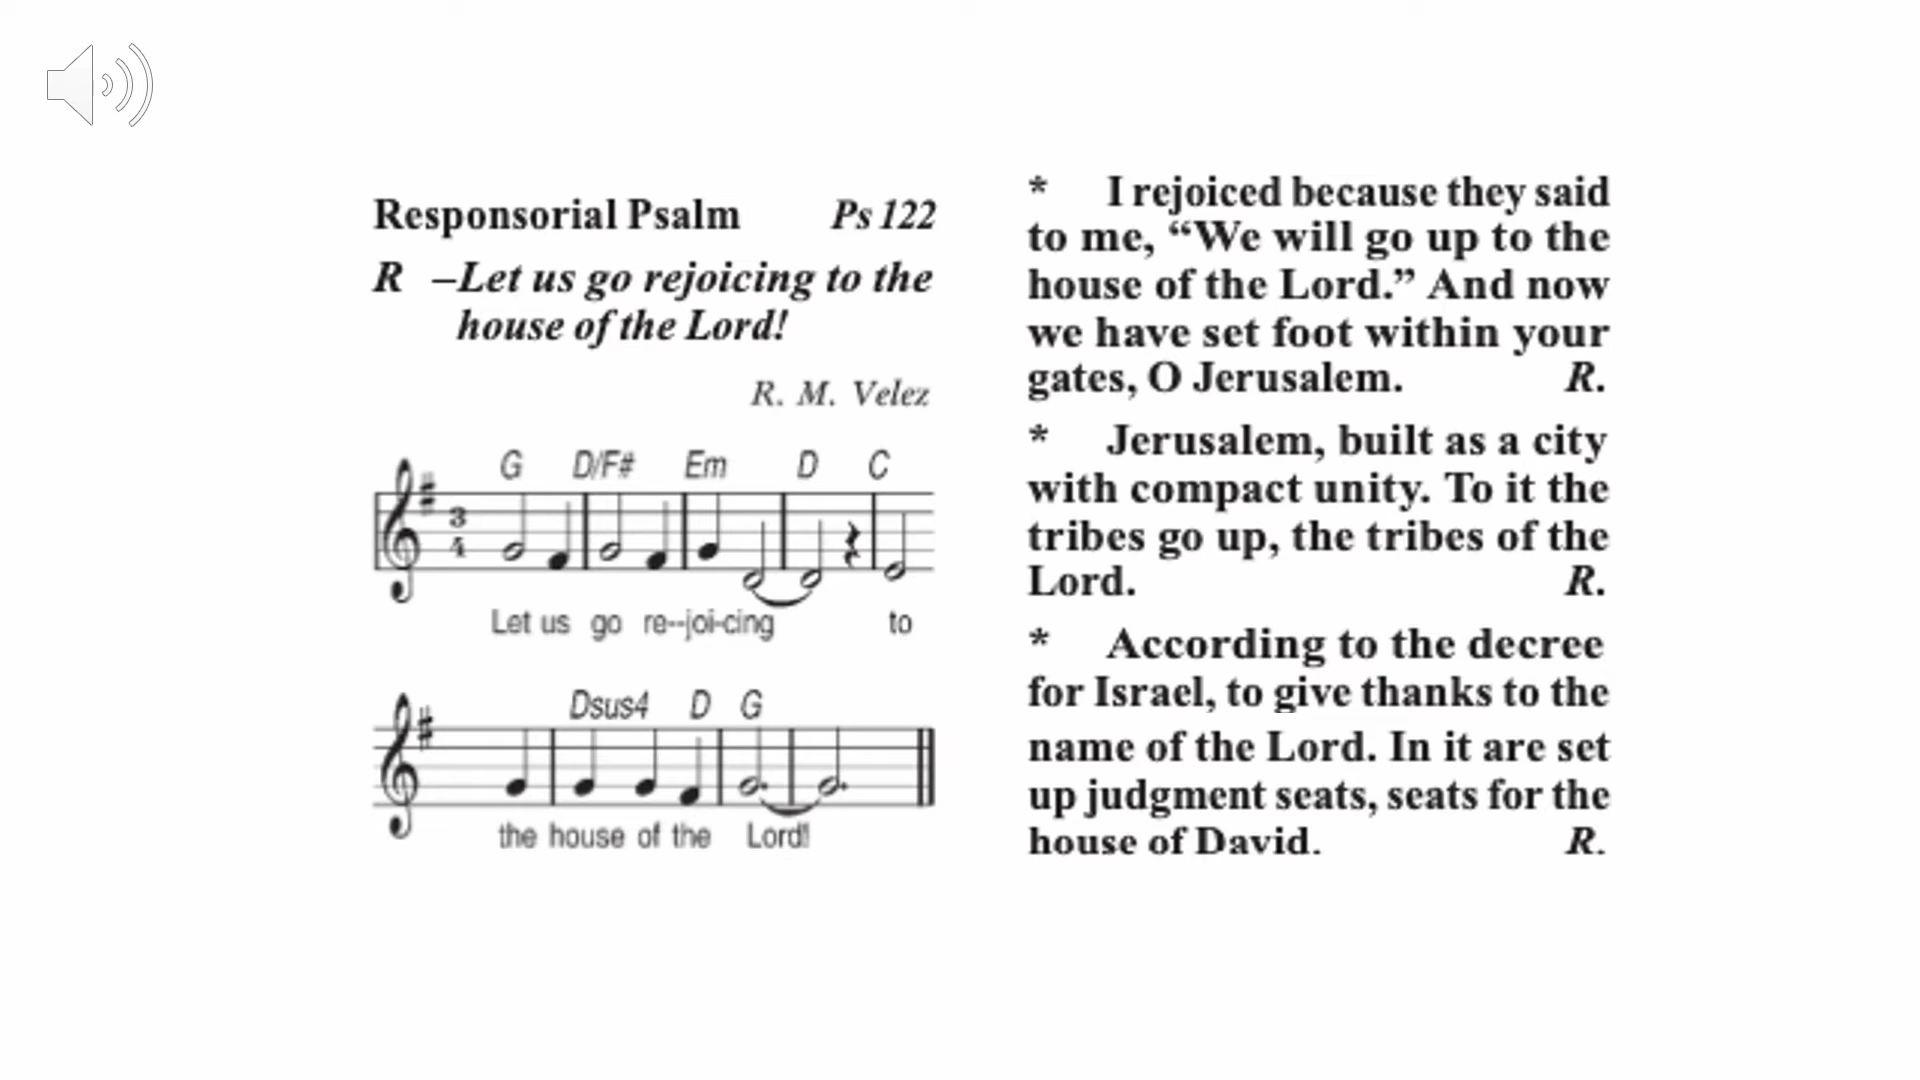 Responsorial Psalm Ps 122
R –Let us go rejoicing to the
house of the Lord!
R. M. Velez
G D/F# Em D C
3
4
Let us go re--joi-cing to
Dsus4 D G
the house of the Lord!
* I rejoiced because they said
to me, “We will go up to the
house of the Lord.” And now
we have set foot within your
gates, O Jerusalem. R.
* Jerusalem, built as a city
with compact unity. To it the
tribes go up, the tribes of the
Lord. R.
* According to the decree
for Israel, to give thanks to the
name of the Lord. In it are set
up judgment seats, seats for the
house of David. R.